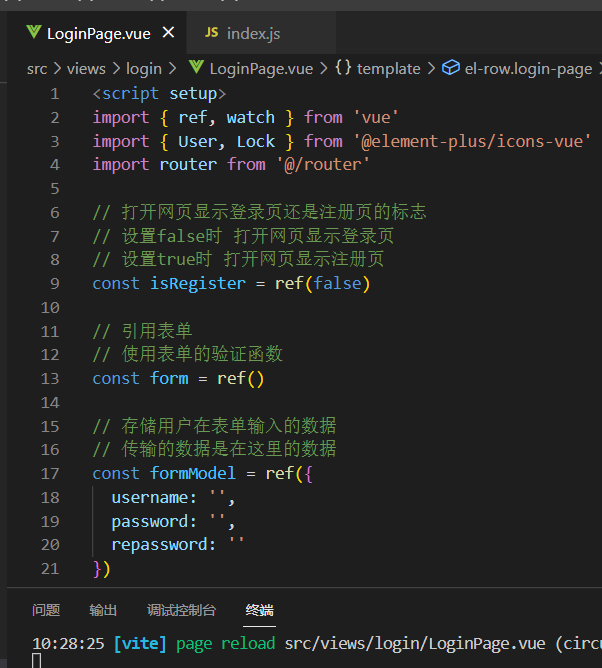 LoginPage.vue × JS index.js
src > views > login > LoginPage.vue > {} template > el-row.login-page >
1 <script setup>
2 import { ref, watch } from 'vue'
3 import { User, Lock } from '@element-plus/icons-vue'
4 import router from '@/router'
5
6 // 打开网页显示登录页还是注册页的标志
7 // 设置false时 打开网页显示登录页
8 // 设置true时 打开网页显示注册页
9 const isRegister = ref(false)
10
11 // 引用表单
12 // 使用表单的验证函数
13 const form = ref()
14
15 // 存储用户在表单输入的数据
16 // 传输的数据是在这里的数据
17 const formModel = ref({
18 username: '',
19 password: '',
20 repassword: ''
21 })
问题 输出 调试控制台 终端
10:28:25 [vite] page reload src/views/login/LoginPage.vue (circu